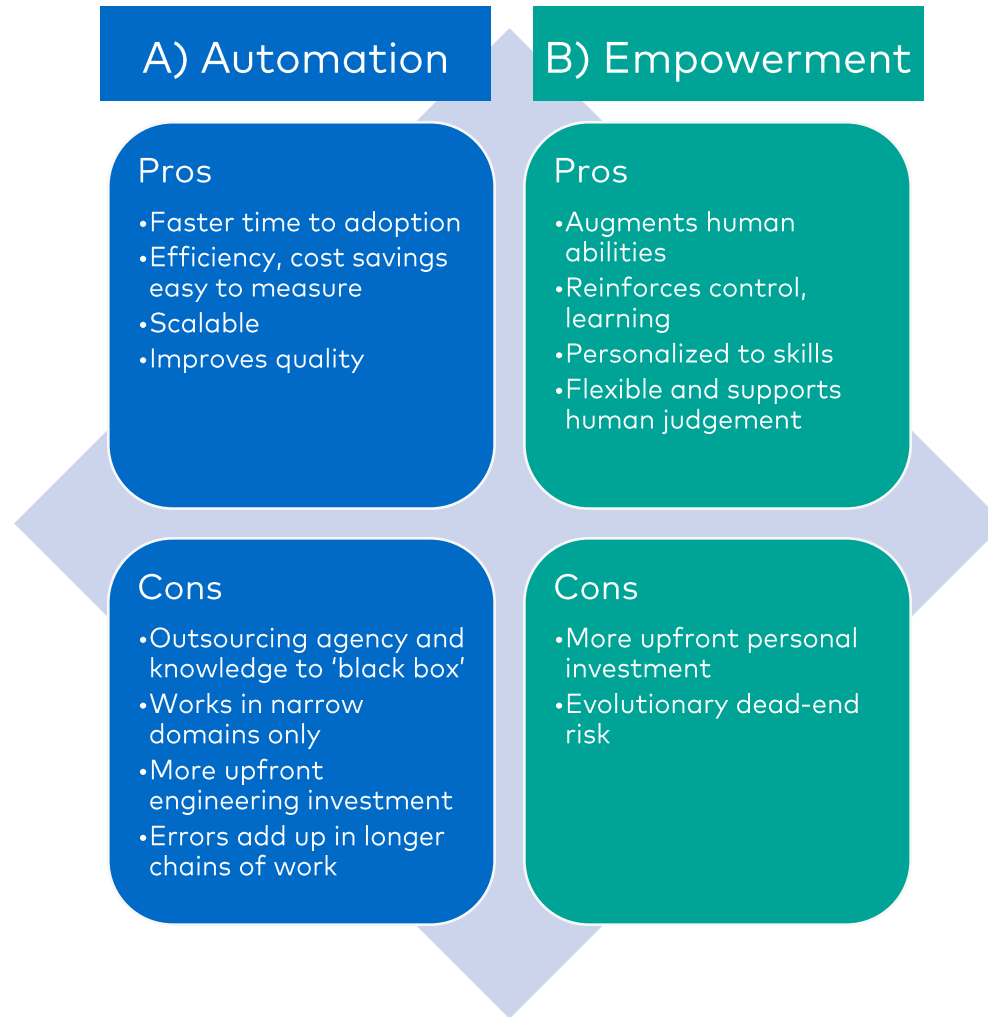 A) Automation
B) Empowerment
Pros
•Faster time to adoption
•Efficiency, cost savings
easy to measure
•Scalable
•Improves quality
Pros
•Augments human
abilities
•Reinforces control,
learning
•Personalized to skills
•Flexible and supports
human judgement
Cons
•Outsourcing agency and
knowledge to ‘black box’
•Works in narrow
domains only
•More upfront
engineering investment
•Errors add up in longer
chains of work
Cons
•More upfront personal
investment
•Evolutionary dead-end
risk